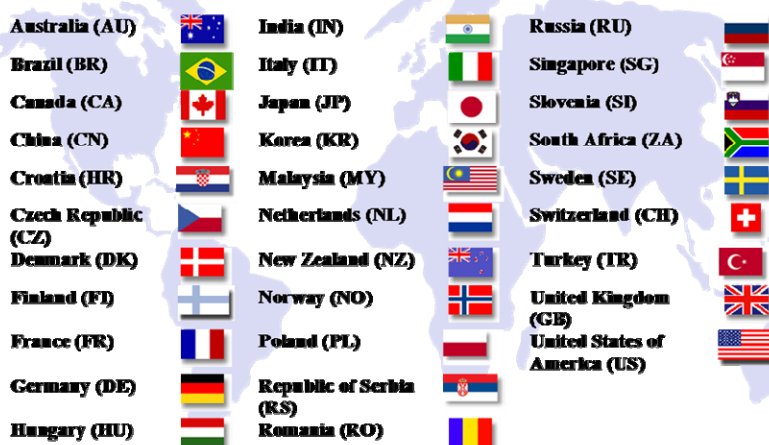 Australia (AU)
Brazil (BR)
Canada (CA)
China (CN)
Croatia (HR)
Czech Republic
(CZ)
Denmark (DK)
Finland (FI)
France (FR)
Germany (DE)
Hungary (HU)
India (IN)
Italy (IT)
Japan (JP)
Korea (KR)
Malaysia (MY)
Netherlands (NL)
New Zealand (NZ)
Norway (NO)
Poland (PL)
Republic of Serbia
(RS)
Romania (RO)
Russia (RU)
Singapore (SG)
Slovenia (SI)
South Africa (ZA)
Sweden (SE)
Switzerland (CH)
Turkey (TR)
United Kingdom
(GB)
United States of
America (US)